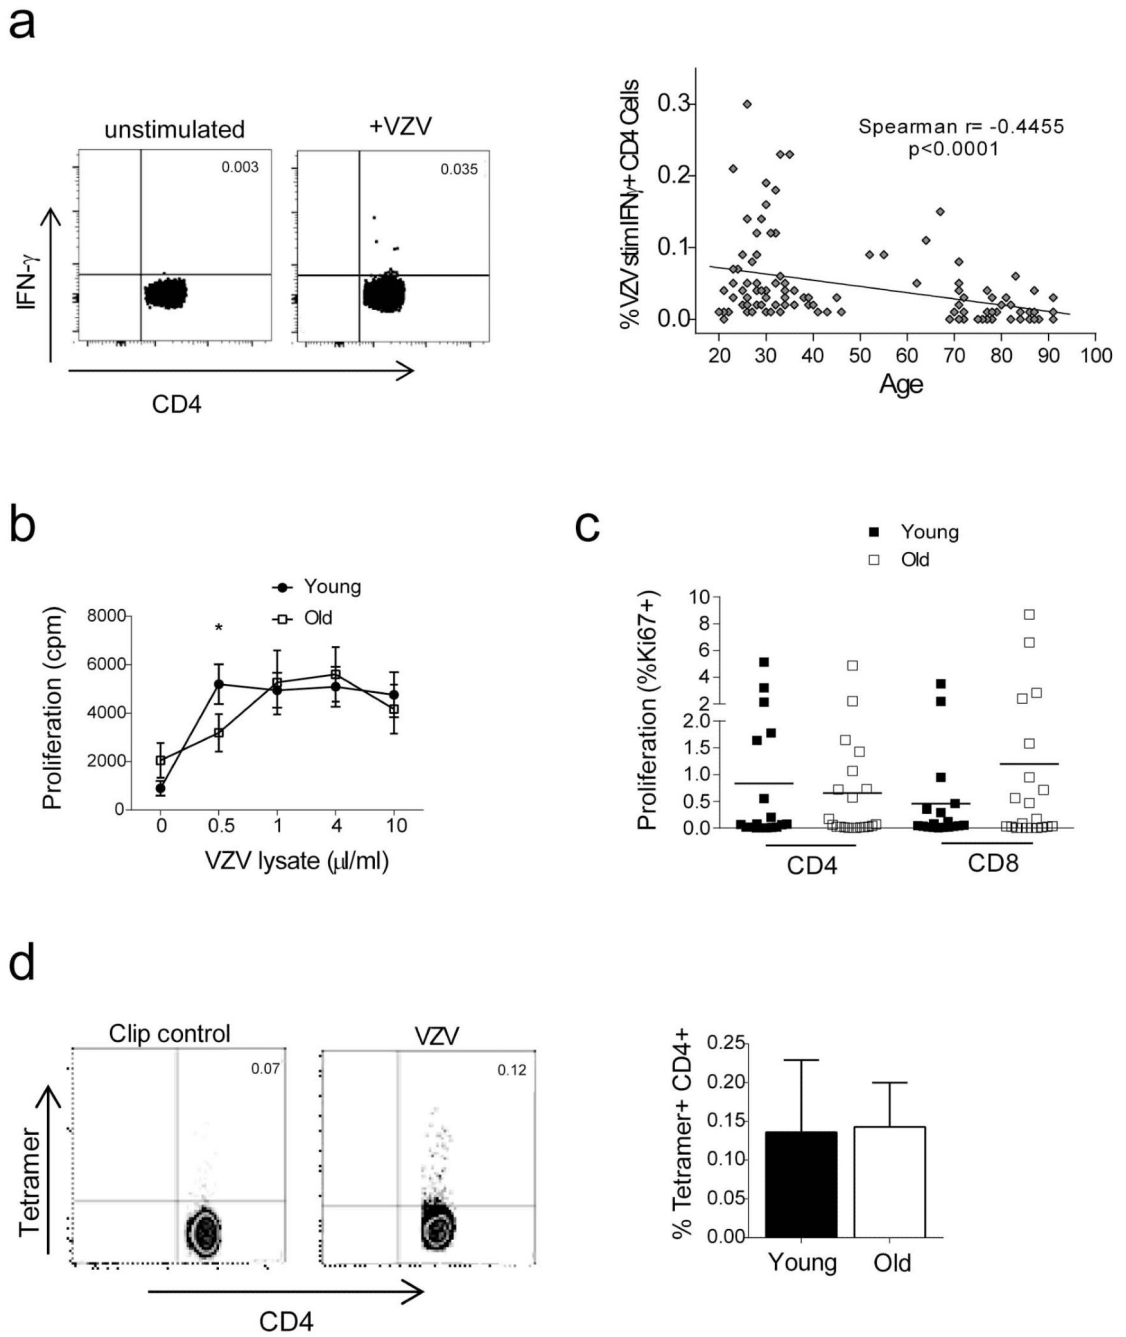 a
unstimulated
+VZV
0.003
0.035
IFN-γ
CD4
% VZV stim IFNγ+ CD4 Cells
0.3
0.2
0.1
0.0
Spearman r= -0.4455
p<0.0001
20 30 40 50 60 70 80 90 100
Age
b
Young
Old
Proliferation (cpm)
8000
6000
4000
2000
0
*
0 0.5 1 4 10
VZV lysate (µl/ml)
c
Young
Old
Proliferation (%Ki67+)
10
8
6
4
2
2.0
1.5
1.0
0.5
0.0
CD4 CD8
d
Clip control
VZV
0.07
0.12
Tetramer
CD4
% Tetramer+ CD4+
0.25
0.20
0.15
0.10
0.05
0.00
Young Old